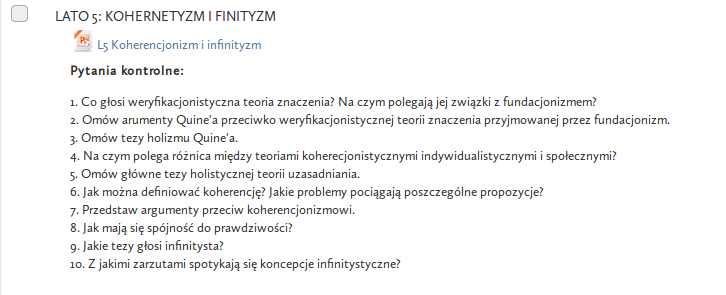 LATO 5: KOHERNETYZM I FINITYZM
L5 Koherencjonizm i infinityzm
Pytania kontrolne:
1. Co głosi weryfikacjonistyczna teoria znaczenia? Na czym polegają jej związki z fundacjonizmem?
2. Omów arumenty Quine'a przeciwko weryfikacjonistycznej teorii znaczenia przyjmowanej przez fundacjonizm.
3. Omów tezy holizmu Quine'a.
4. Na czym polega różnica między teoriami koherecjonistycznymi indywidualistycznymi i społecznymi?
5. Omów główne tezy holistycznej teorii uzasadniania.
6. Jak można definiować koherencję? Jakie problemy pociągają poszczególne propozycje?
7. Przedstaw argumenty przeciw koherencjonizmowi.
8. Jak mają się spójność do prawdziwości?
9. Jakie tezy głosi infinitysta?
10. Z jakimi zarzutami spotykają się koncepcje infinitystyczne?